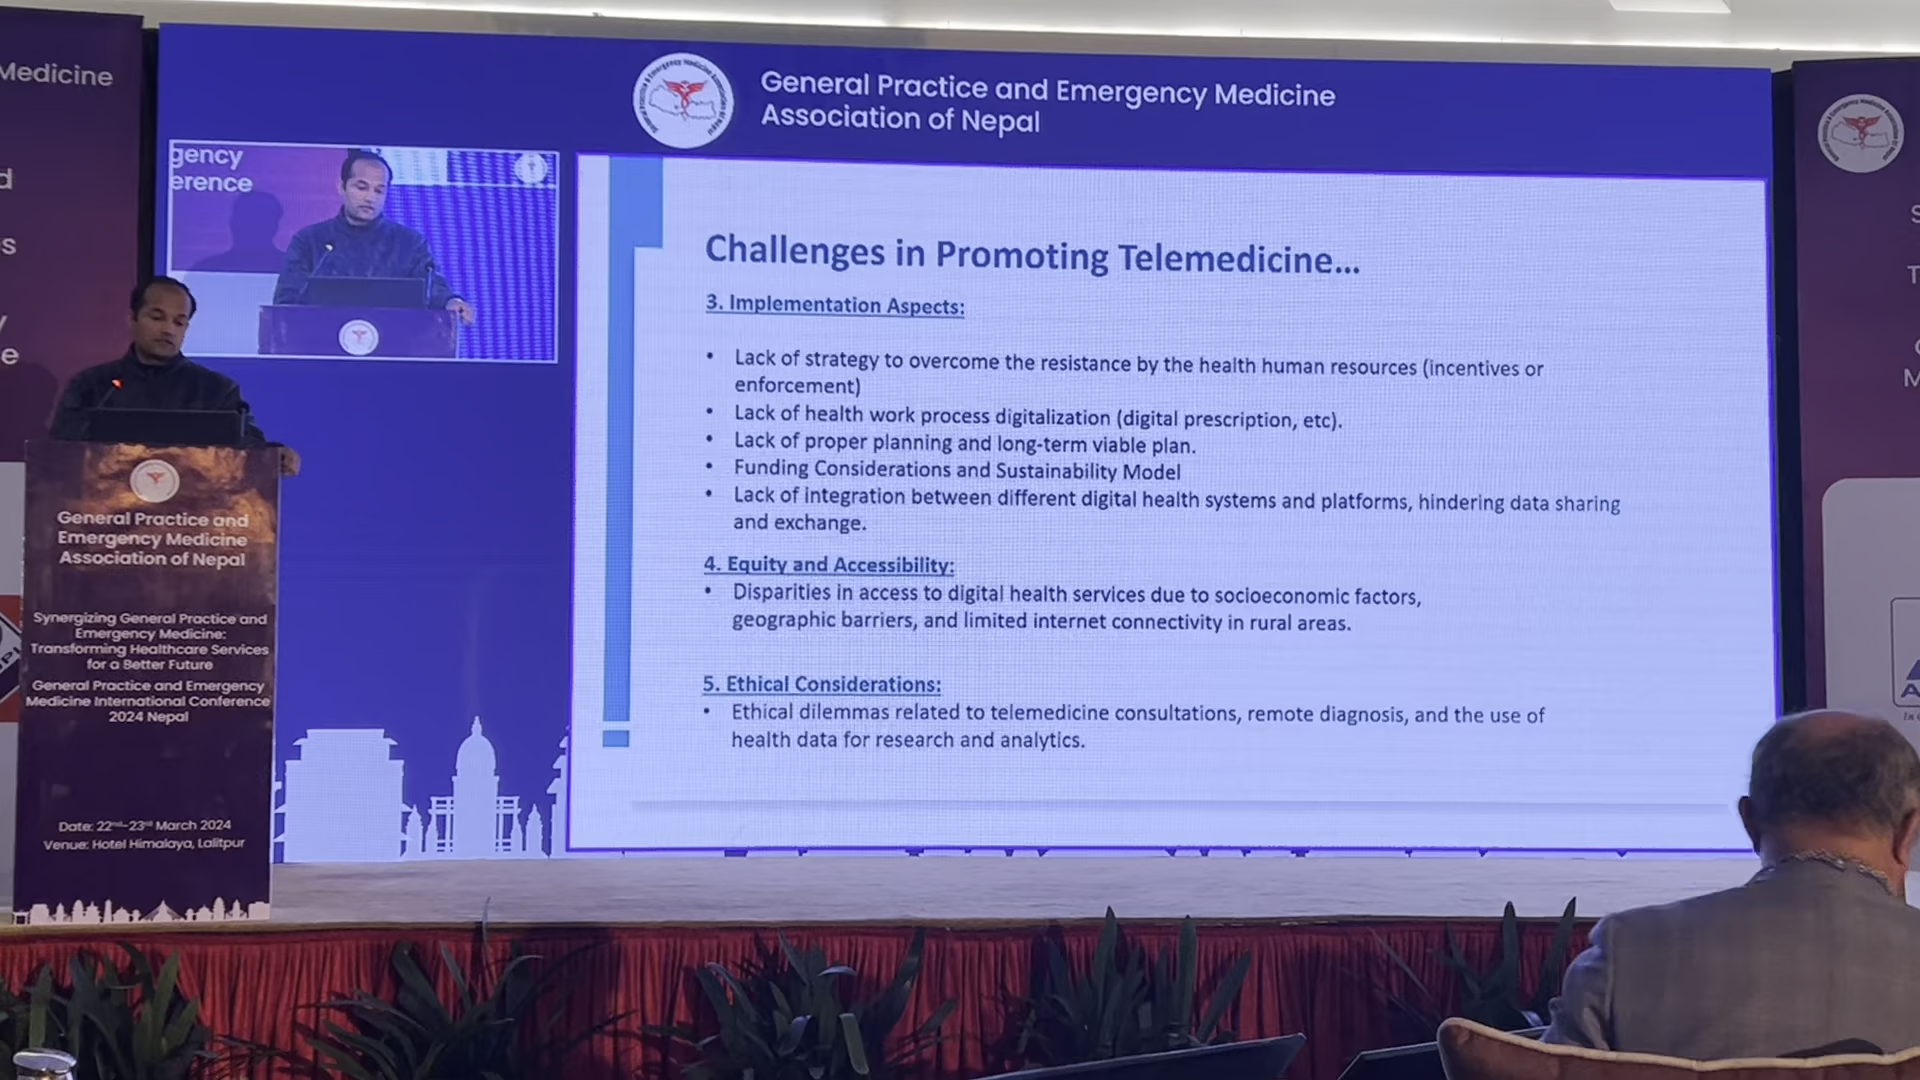 Medicine
d
s
y
e
General Practice and Emergency Medicine
Association of Nepal
gency
erence
Challenges in Promoting Telemedicine...
3. Implementation Aspects:
• Lack of strategy to overcome the resistance by the health human resources (incentives or
enforcement)
• Lack of health work process digitalization (digital prescription, etc).
• Lack of proper planning and long-term viable plan.
• Funding Considerations and Sustainability Model
• Lack of integration between different digital health systems and platforms, hindering data sharing
and exchange.
4. Equity and Accessibility:
• Disparities in access to digital health services due to socioeconomic factors,
geographic barriers, and limited internet connectivity in rural areas.
5. Ethical Considerations:
• Ethical dilemmas related to telemedicine consultations, remote diagnosis, and the use of
health data for research and analytics.
General Practice and
Emergency Medicine
Association of Nepal
Synergizing General Practice and
Emergency Medicine:
Transforming Healthcare Services
for a Better Future
General Practice and Emergency
Medicine International Conference
2024 Nepal
Date: 22nd-23rd March 2024
Venue: Hotel Himalaya, Lalitpur
S
T
M
A